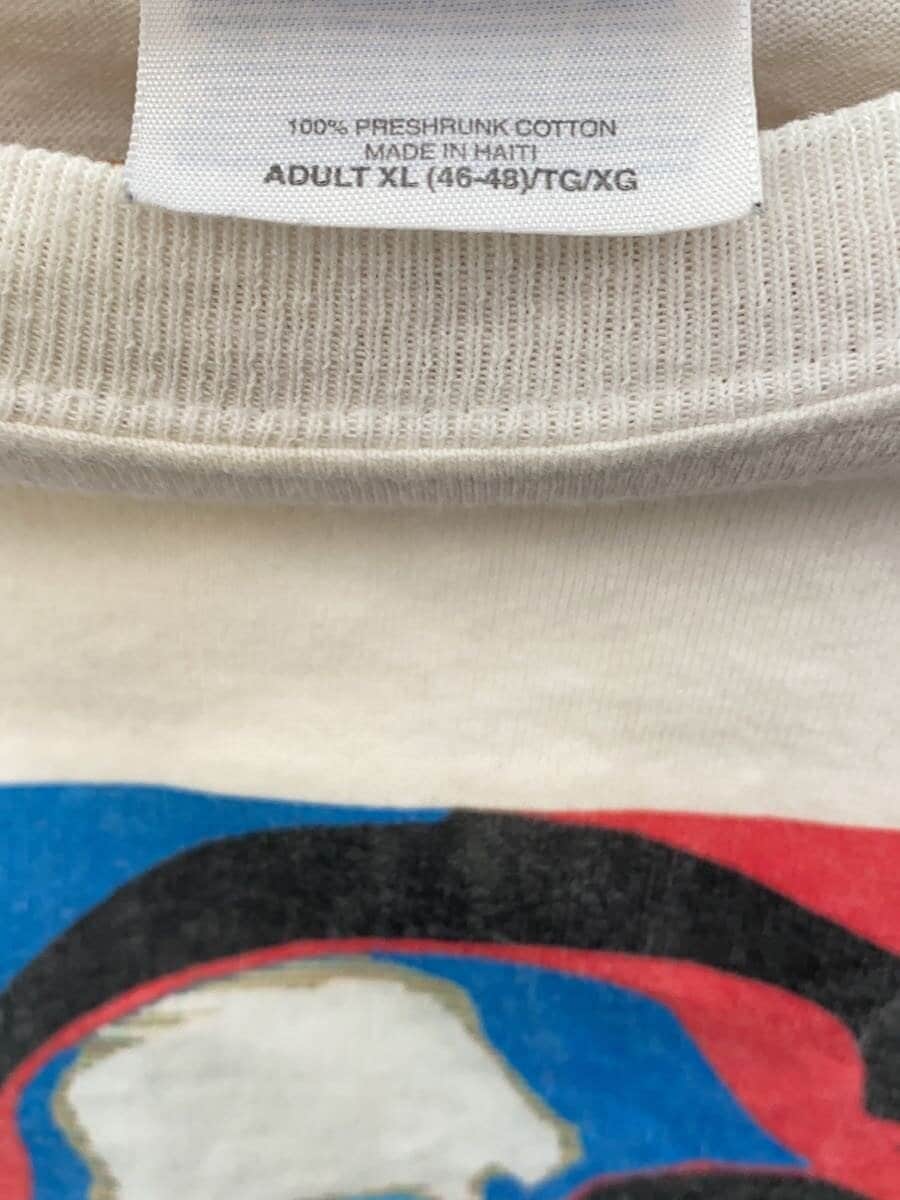 100% PRESHRUNK COTTON
MADE IN HAITI
ADULT XL (46-48)/TG/XG